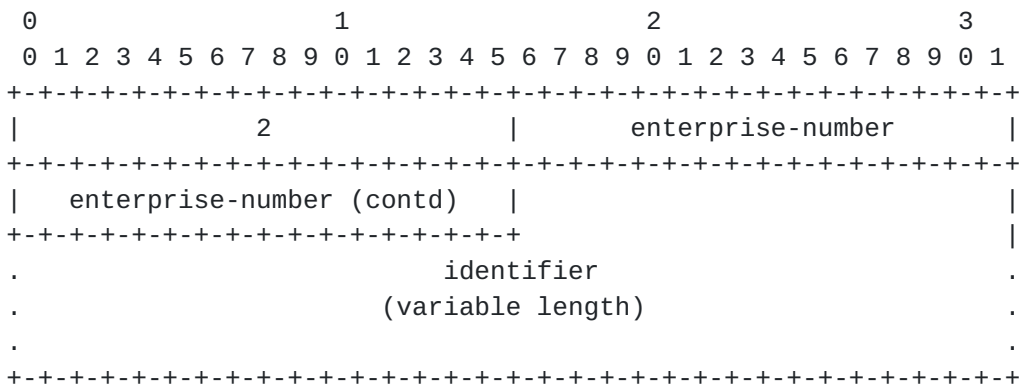 0                   1                   2                   3
 0 1 2 3 4 5 6 7 8 9 0 1 2 3 4 5 6 7 8 9 0 1 2 3 4 5 6 7 8 9 0 1
+-+-+-+-+-+-+-+-+-+-+-+-+-+-+-+-+-+-+-+-+-+-+-+-+-+-+-+-+-+-+-+-+
|               2               |       enterprise-number       |
+-+-+-+-+-+-+-+-+-+-+-+-+-+-+-+-+-+-+-+-+-+-+-+-+-+-+-+-+-+-+-+-+
|   enterprise-number (contd)   |                               |
+-+-+-+-+-+-+-+-+-+-+-+-+-+-+-+-+                               |
.                           identifier                          .
.                       (variable length)                       .
.                                                               .
+-+-+-+-+-+-+-+-+-+-+-+-+-+-+-+-+-+-+-+-+-+-+-+-+-+-+-+-+-+-+-+-+